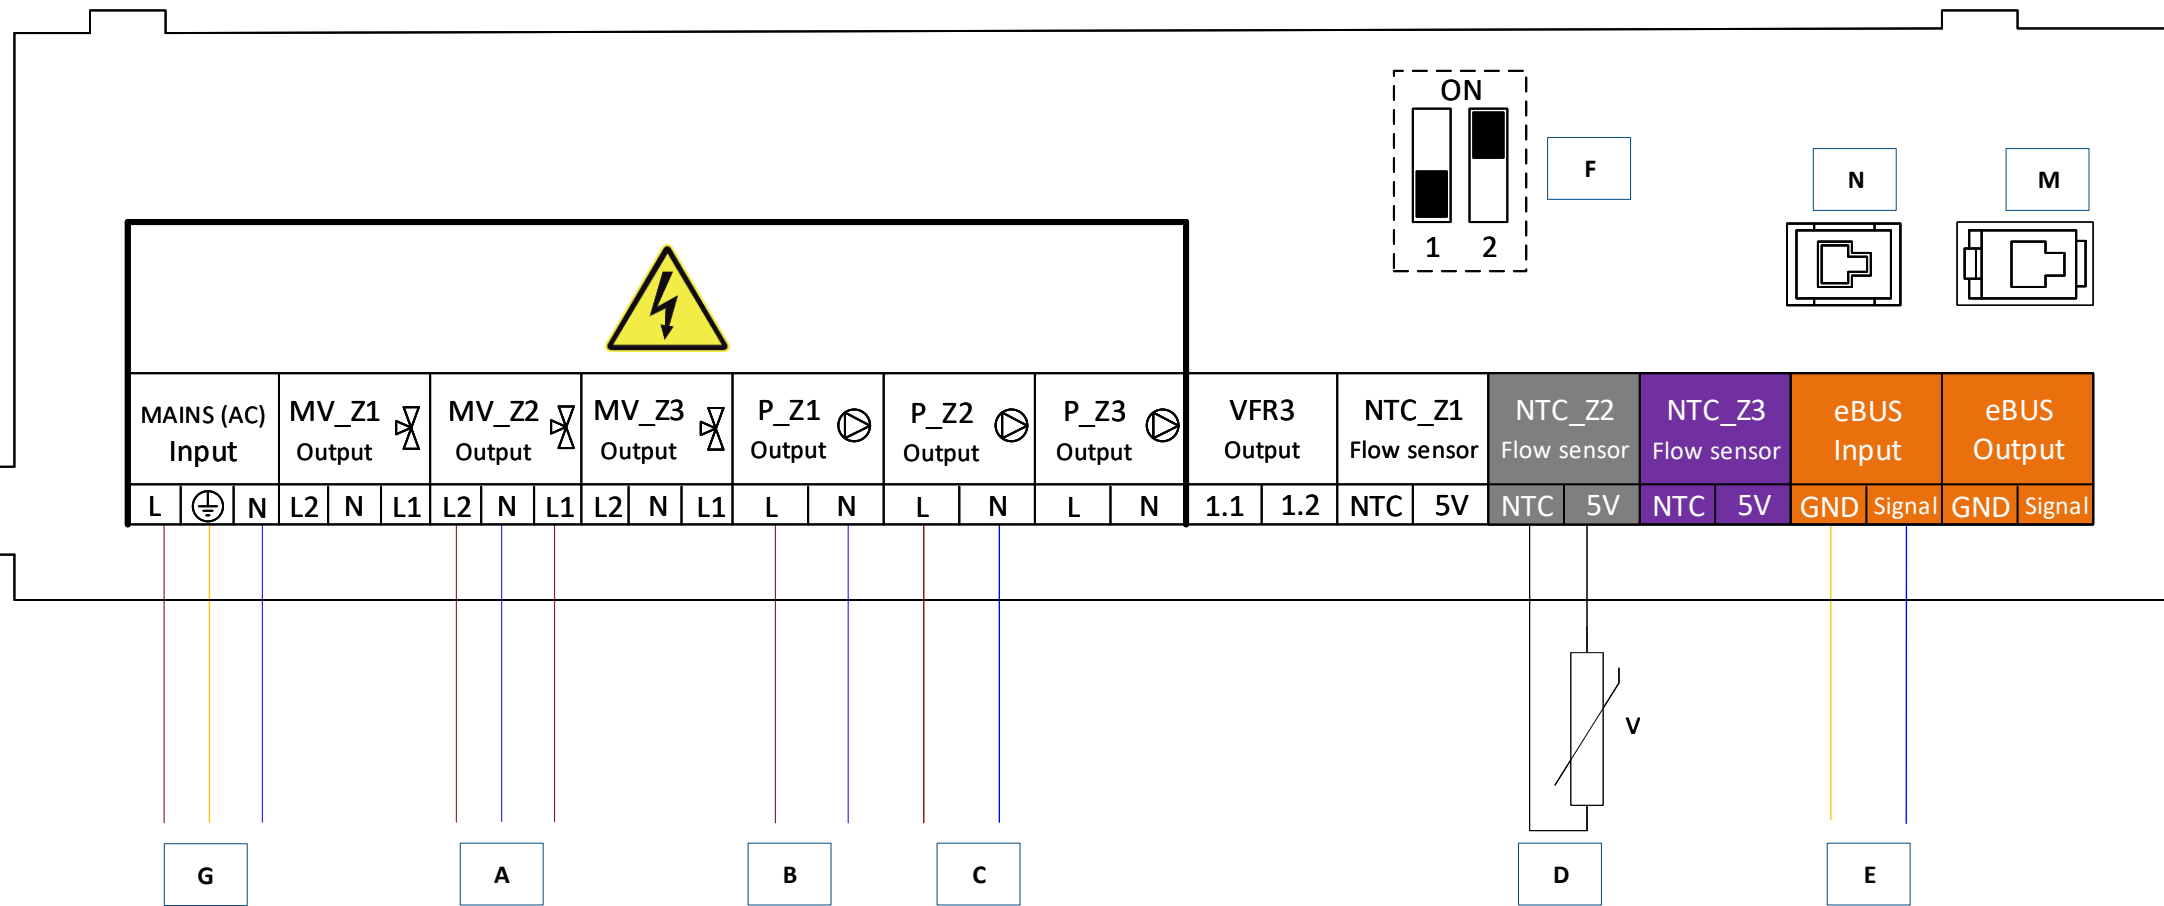 ON
1 2
F
N
M
MAINS (AC)
Input
MV_Z1
Output
MV_Z2
Output
MV_Z3
Output
P_Z1
Output
P_Z2
Output
P_Z3
Output
VFR3
Output
NTC_Z1
Flow sensor
NTC_Z2
Flow sensor
NTC_Z3
Flow sensor
eBUS
Input
eBUS
Output
L N L2 N L1 L2 N L1 L2 N L1 L N L N L N 1.1 1.2 NTC 5V NTC 5V NTC 5V GND Signal GND Signal
V
G
A
B
C
D
E